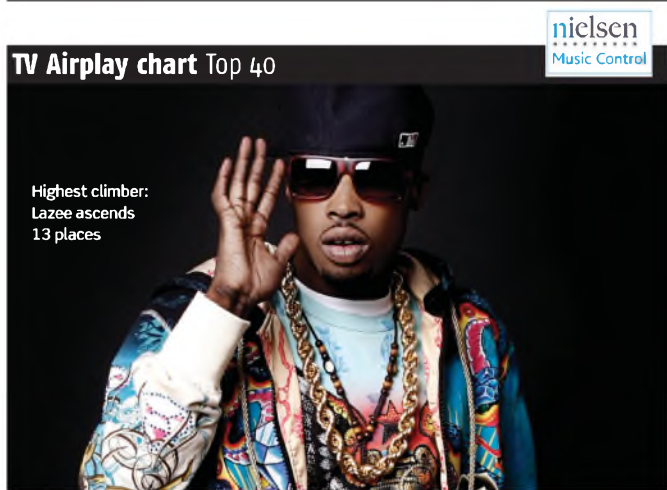 nielsen
Music Control
TV Airplay chart Top 40
Highest climber:
Lazee ascends
13 places